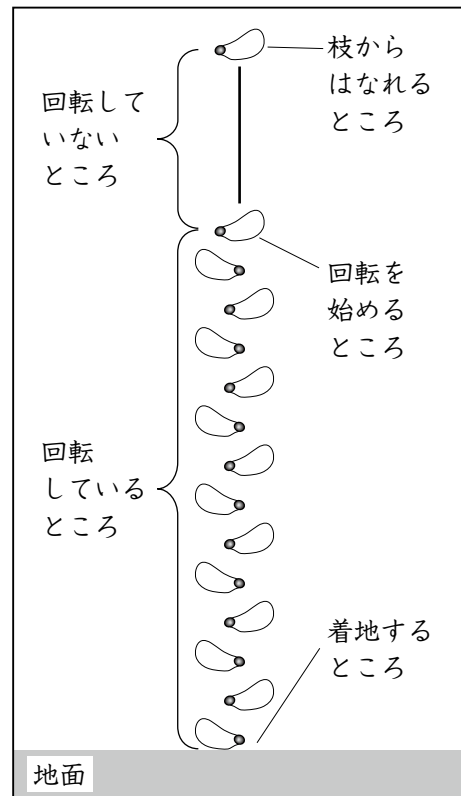 枝から
はなれる
ところ
回転して
いない
ところ
回転を
始める
ところ
回転
している
ところ
着地する
ところ
地面